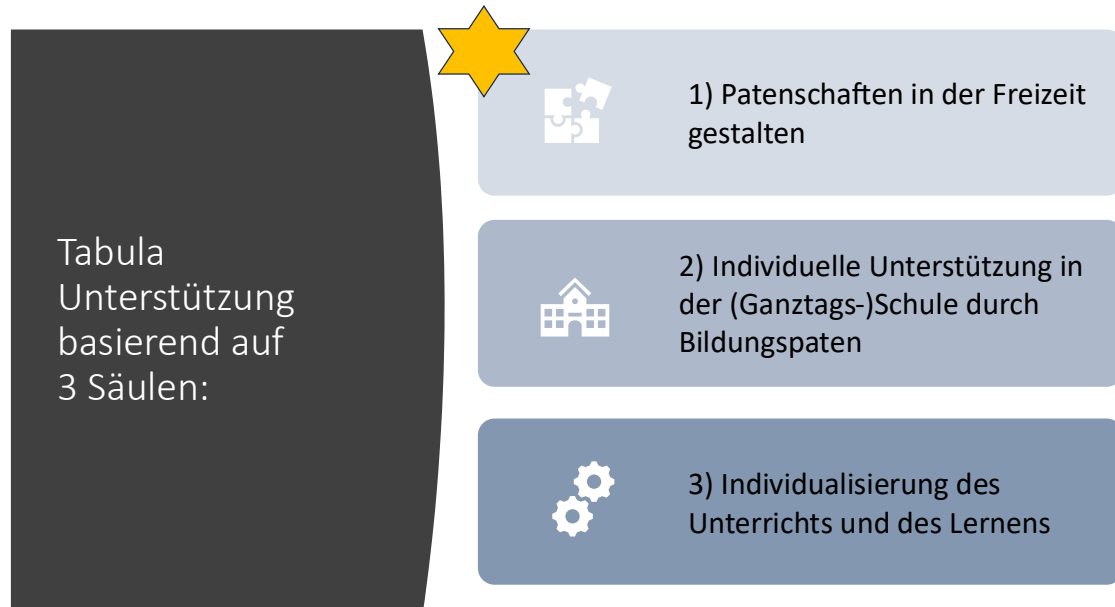 Tabula
Unterstützung
basierend auf
3 Säulen:
1) Patenschaften in der Freizeit
gestalten
2) Individuelle Unterstützung in
der (Ganztags-)Schule durch
Bildungspaten
3) Individualisierung des
Unterrichts und des Lernens